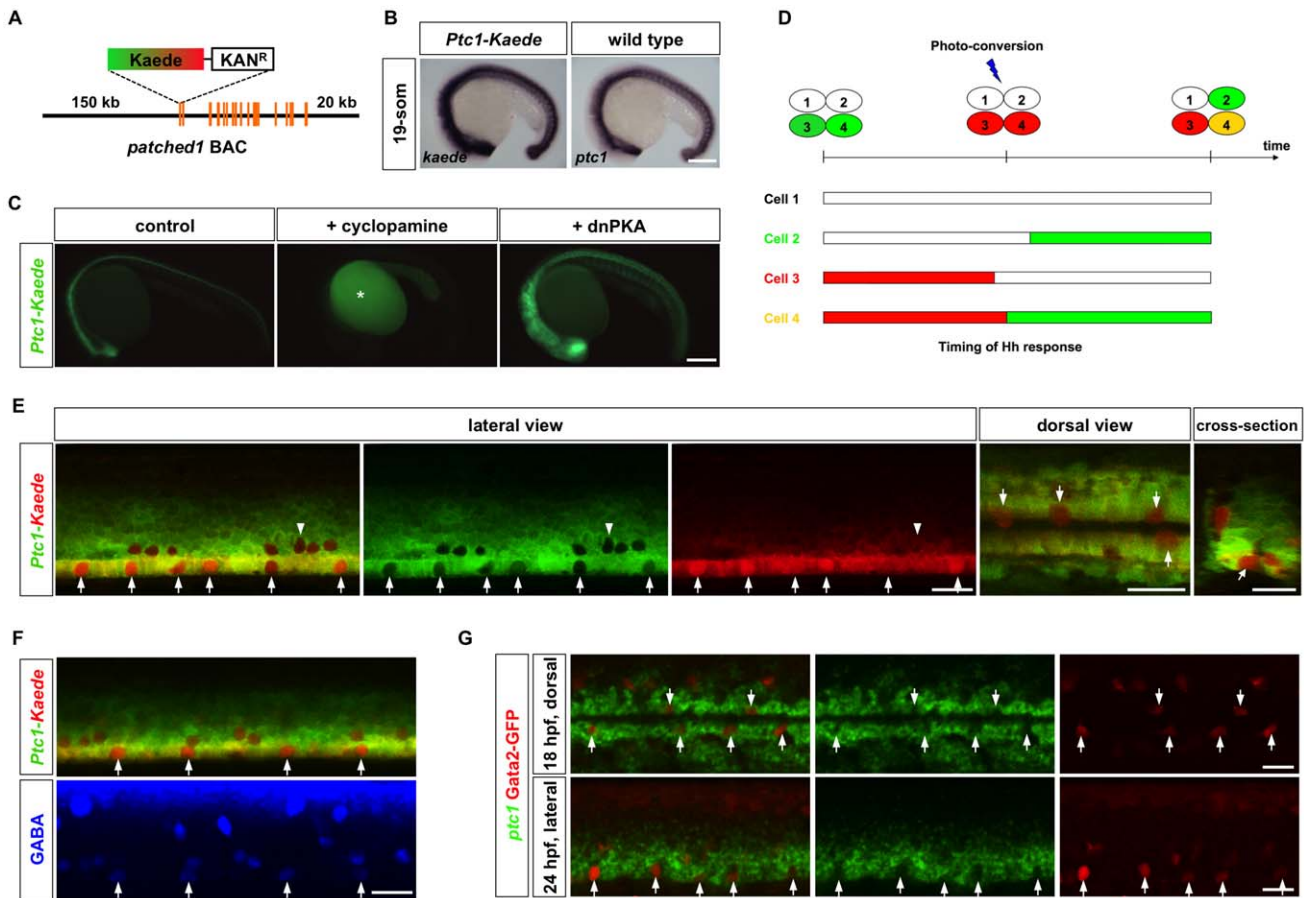 A
Kaede
KANR
150 kb
20 kb
patched1 BAC
B
Ptc1-Kaede
wild type
19-som
kaede
ptc1
C
control
+ cyclopamine
+ dnPKA
Ptc1-Kaede
*
D
Photo-conversion
1 2
3 4
1 2
3 4
1 2
3 4
time
Cell 1
Cell 2
Cell 3
Cell 4
Timing of Hh response
E
lateral view
dorsal view
cross-section
Ptc1-Kaede
F
Ptc1-Kaede
GABA
G
ptc1 Gata2-GFP
18 hpf, dorsal
24 hpf, lateral